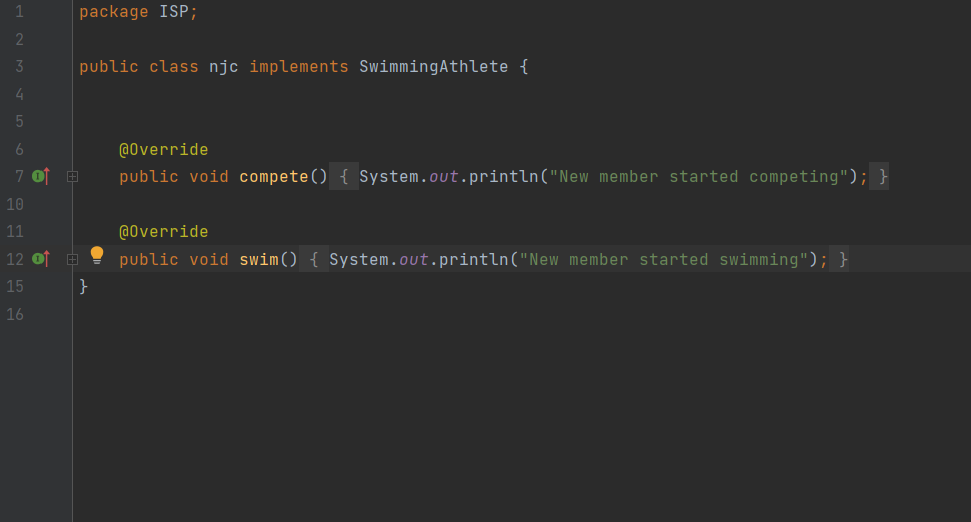 1 package ISP;
2
3 public class njc implements SwimmingAthlete {
4
5
6 @Override
7 public void compete() { System.out.println("New member started competing"); }
10
11 @Override
12 public void swim() { System.out.println("New member started swimming"); }
15 }
16